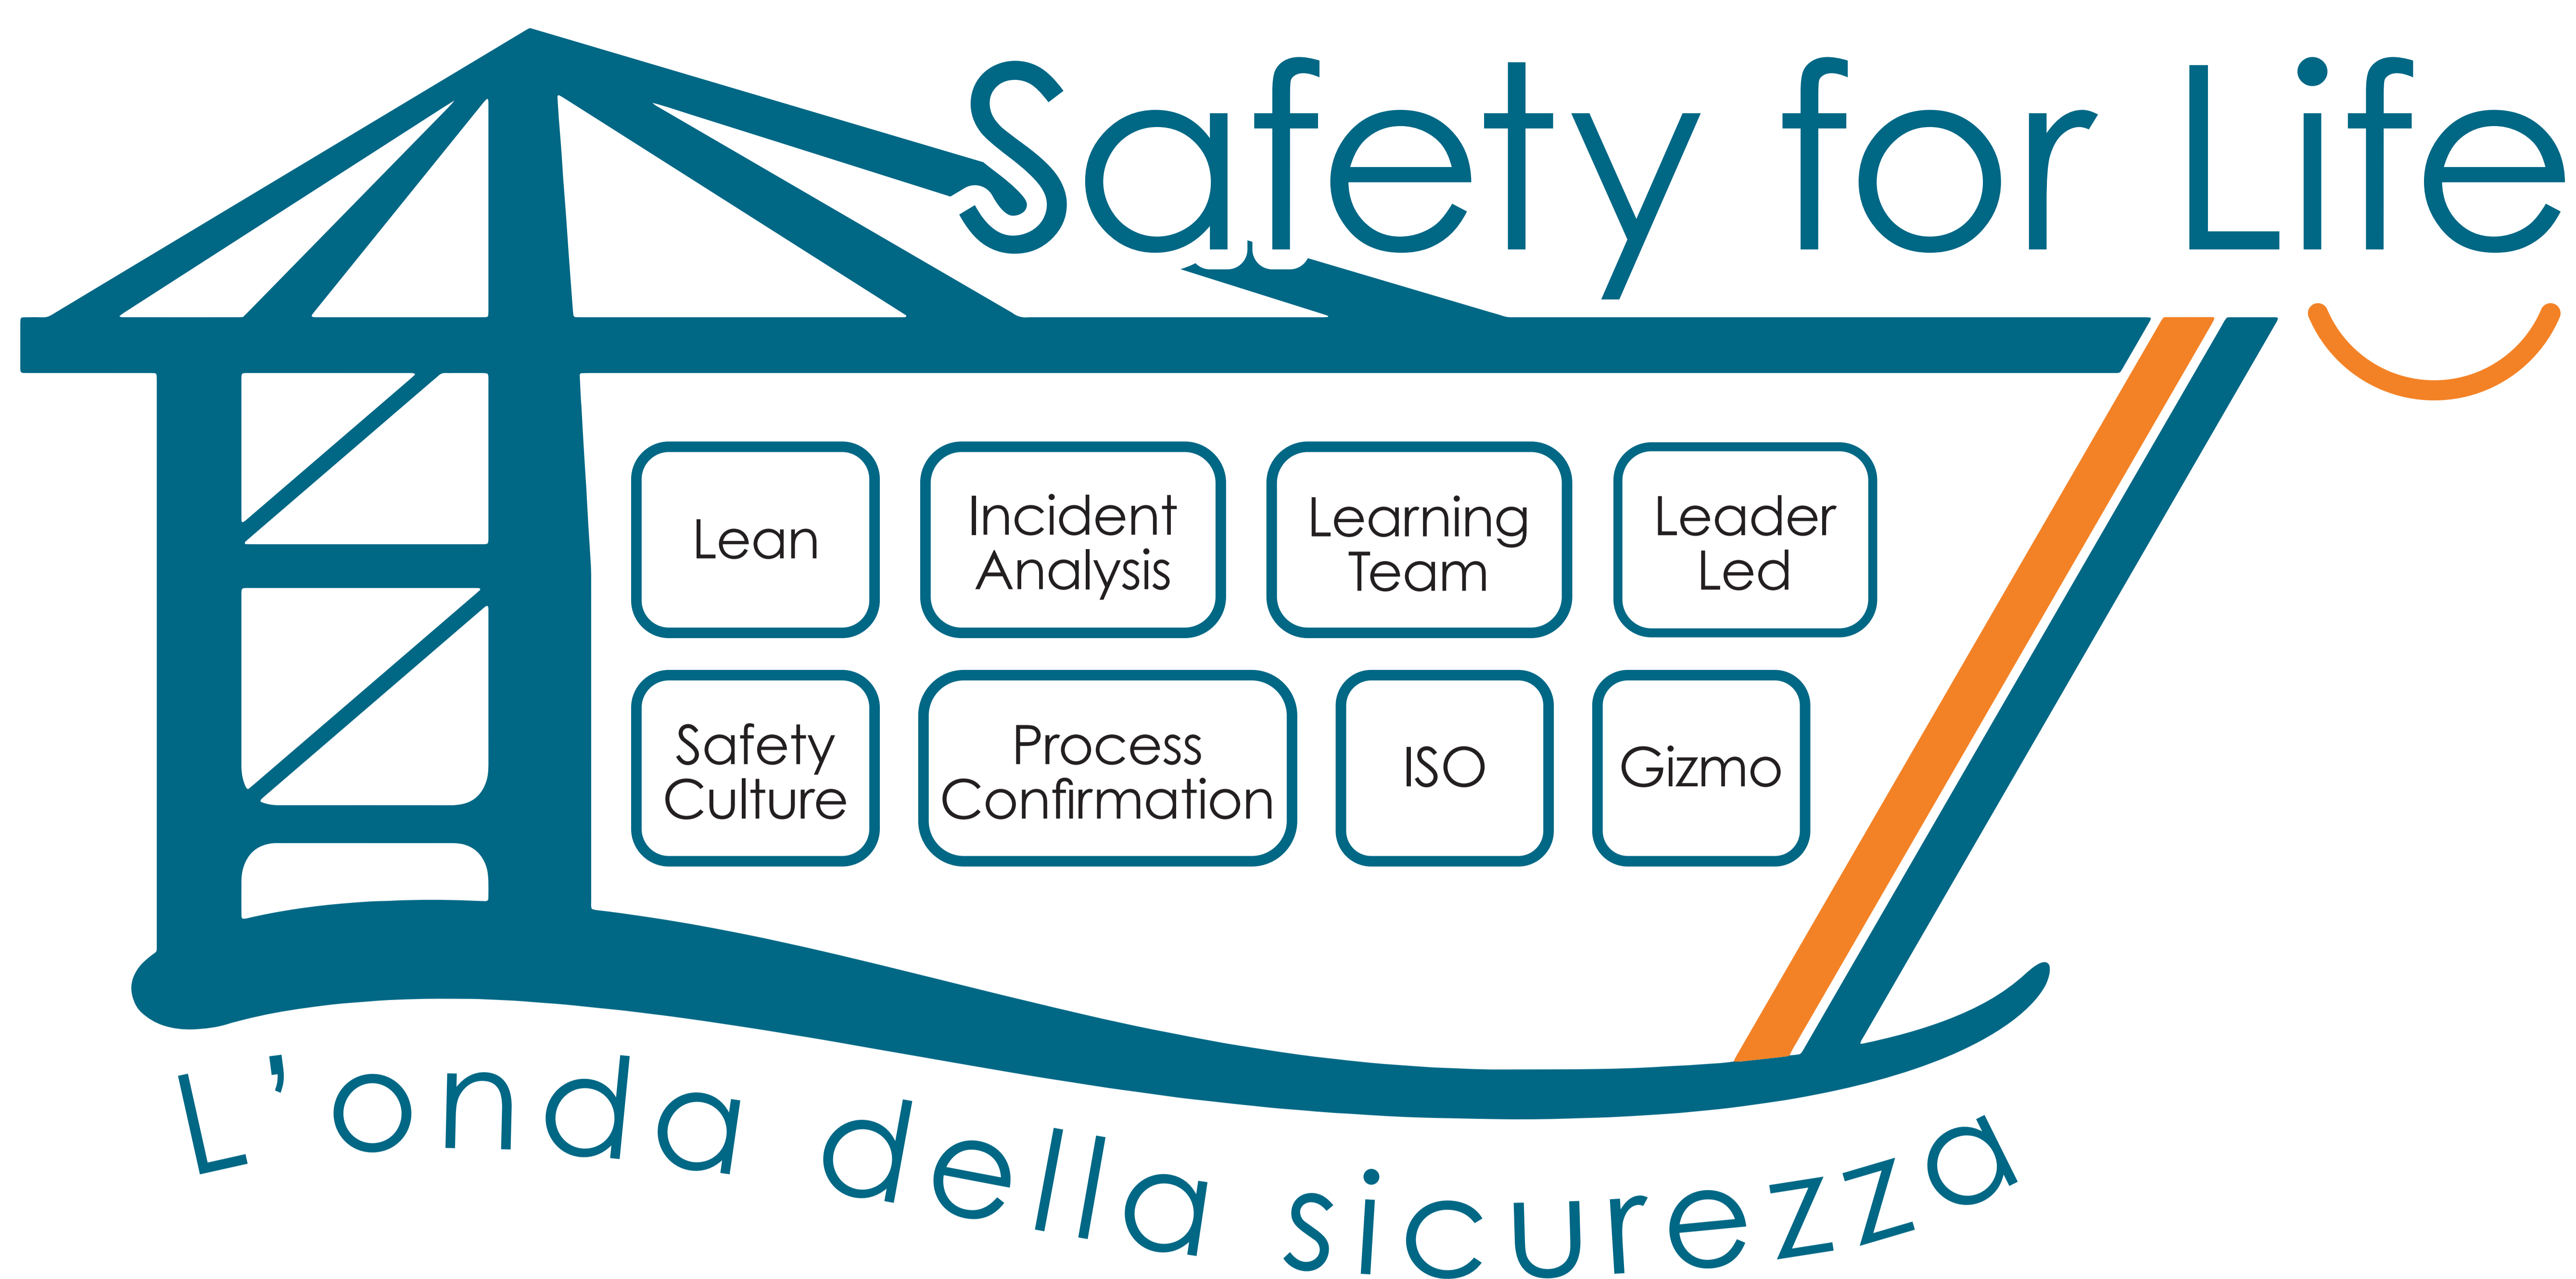 Safety for Life
Lean
Incident
Analysis
Learning
Team
Leader
Led
Safety
Culture
Process
Confirmation
ISO
Gizmo
L’onda della sicurezza